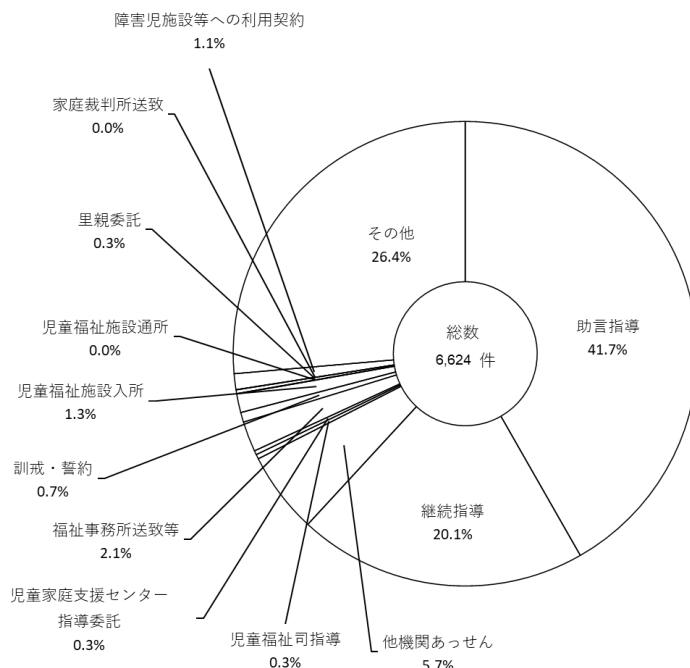 障害児施設等への利用契約
1.1%
家庭裁判所送致
0.0%
里親委託
0.3%
児童福祉施設通所
0.0%
児童福祉施設入所
1.3%
訓戒・誓約
0.7%
福祉事務所送致等
2.1%
児童家庭支援センター
指導委託
0.3%
児童福祉司指導
0.3%
他機関あっせん
5.7%
継続指導
20.1%
助言指導
41.7%
その他
26.4%
総数
6,624 件